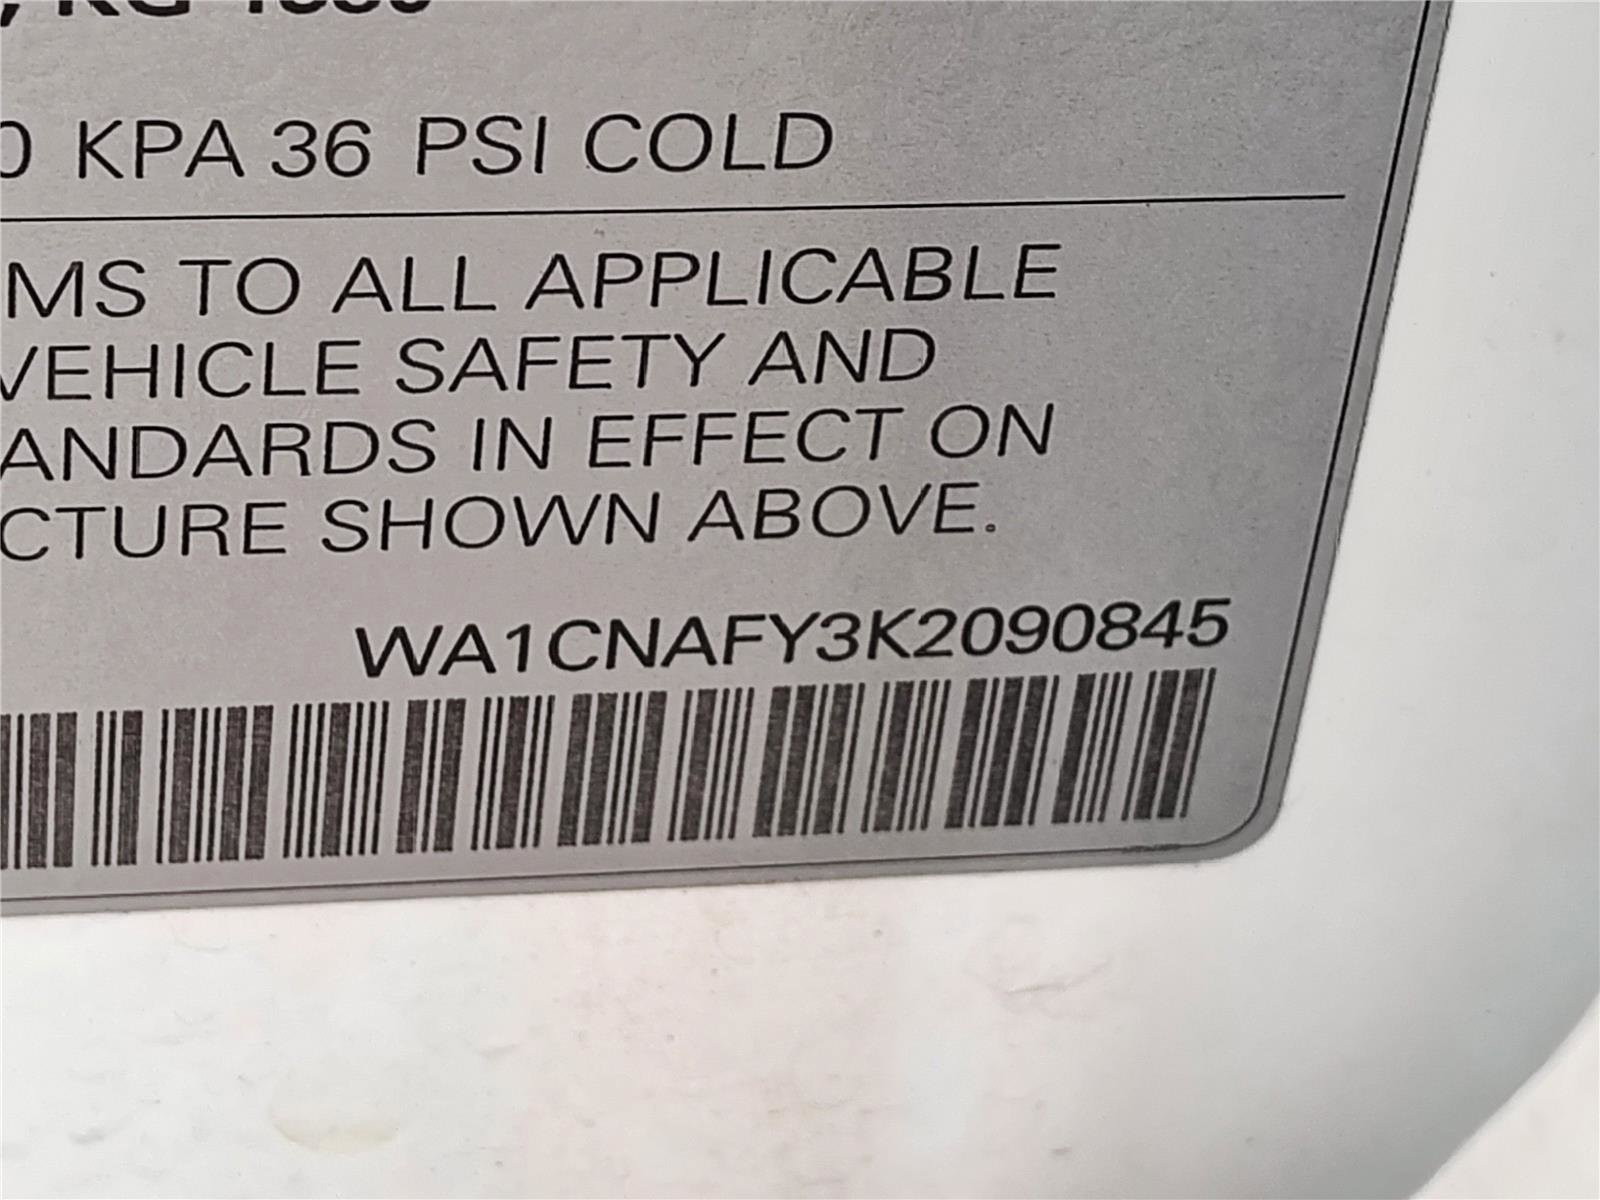 0 KPA 36 PSI COLD
MS TO ALL APPLICABLE
VEHICLE SAFETY AND
ANDARDS IN EFFECT ON
CTURE SHOWN ABOVE.
WA1CNAFY3K2090845